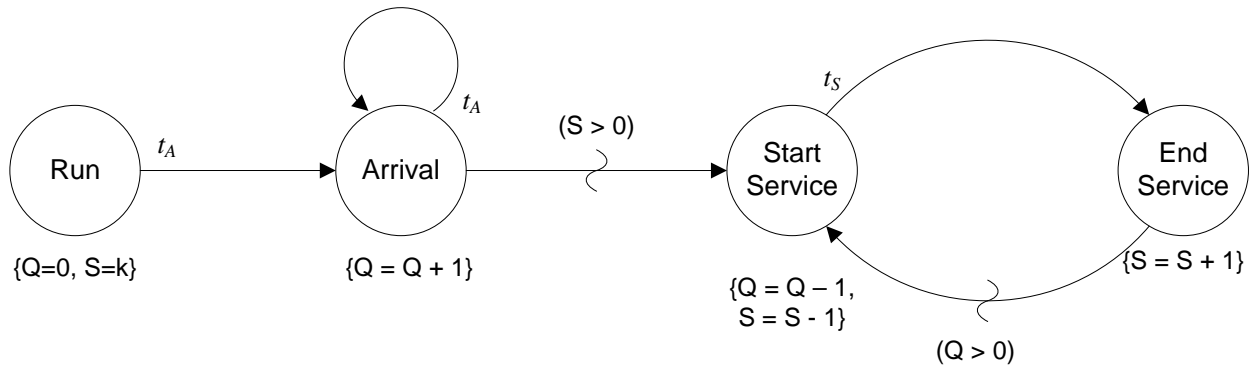 Run
{Q=0, S=k}
t_A
Arrival
{Q = Q + 1}
t_A
(S > 0)
Start
Service
{Q = Q – 1,
S = S - 1}
t_S
End
Service
{S = S + 1}
(Q > 0)